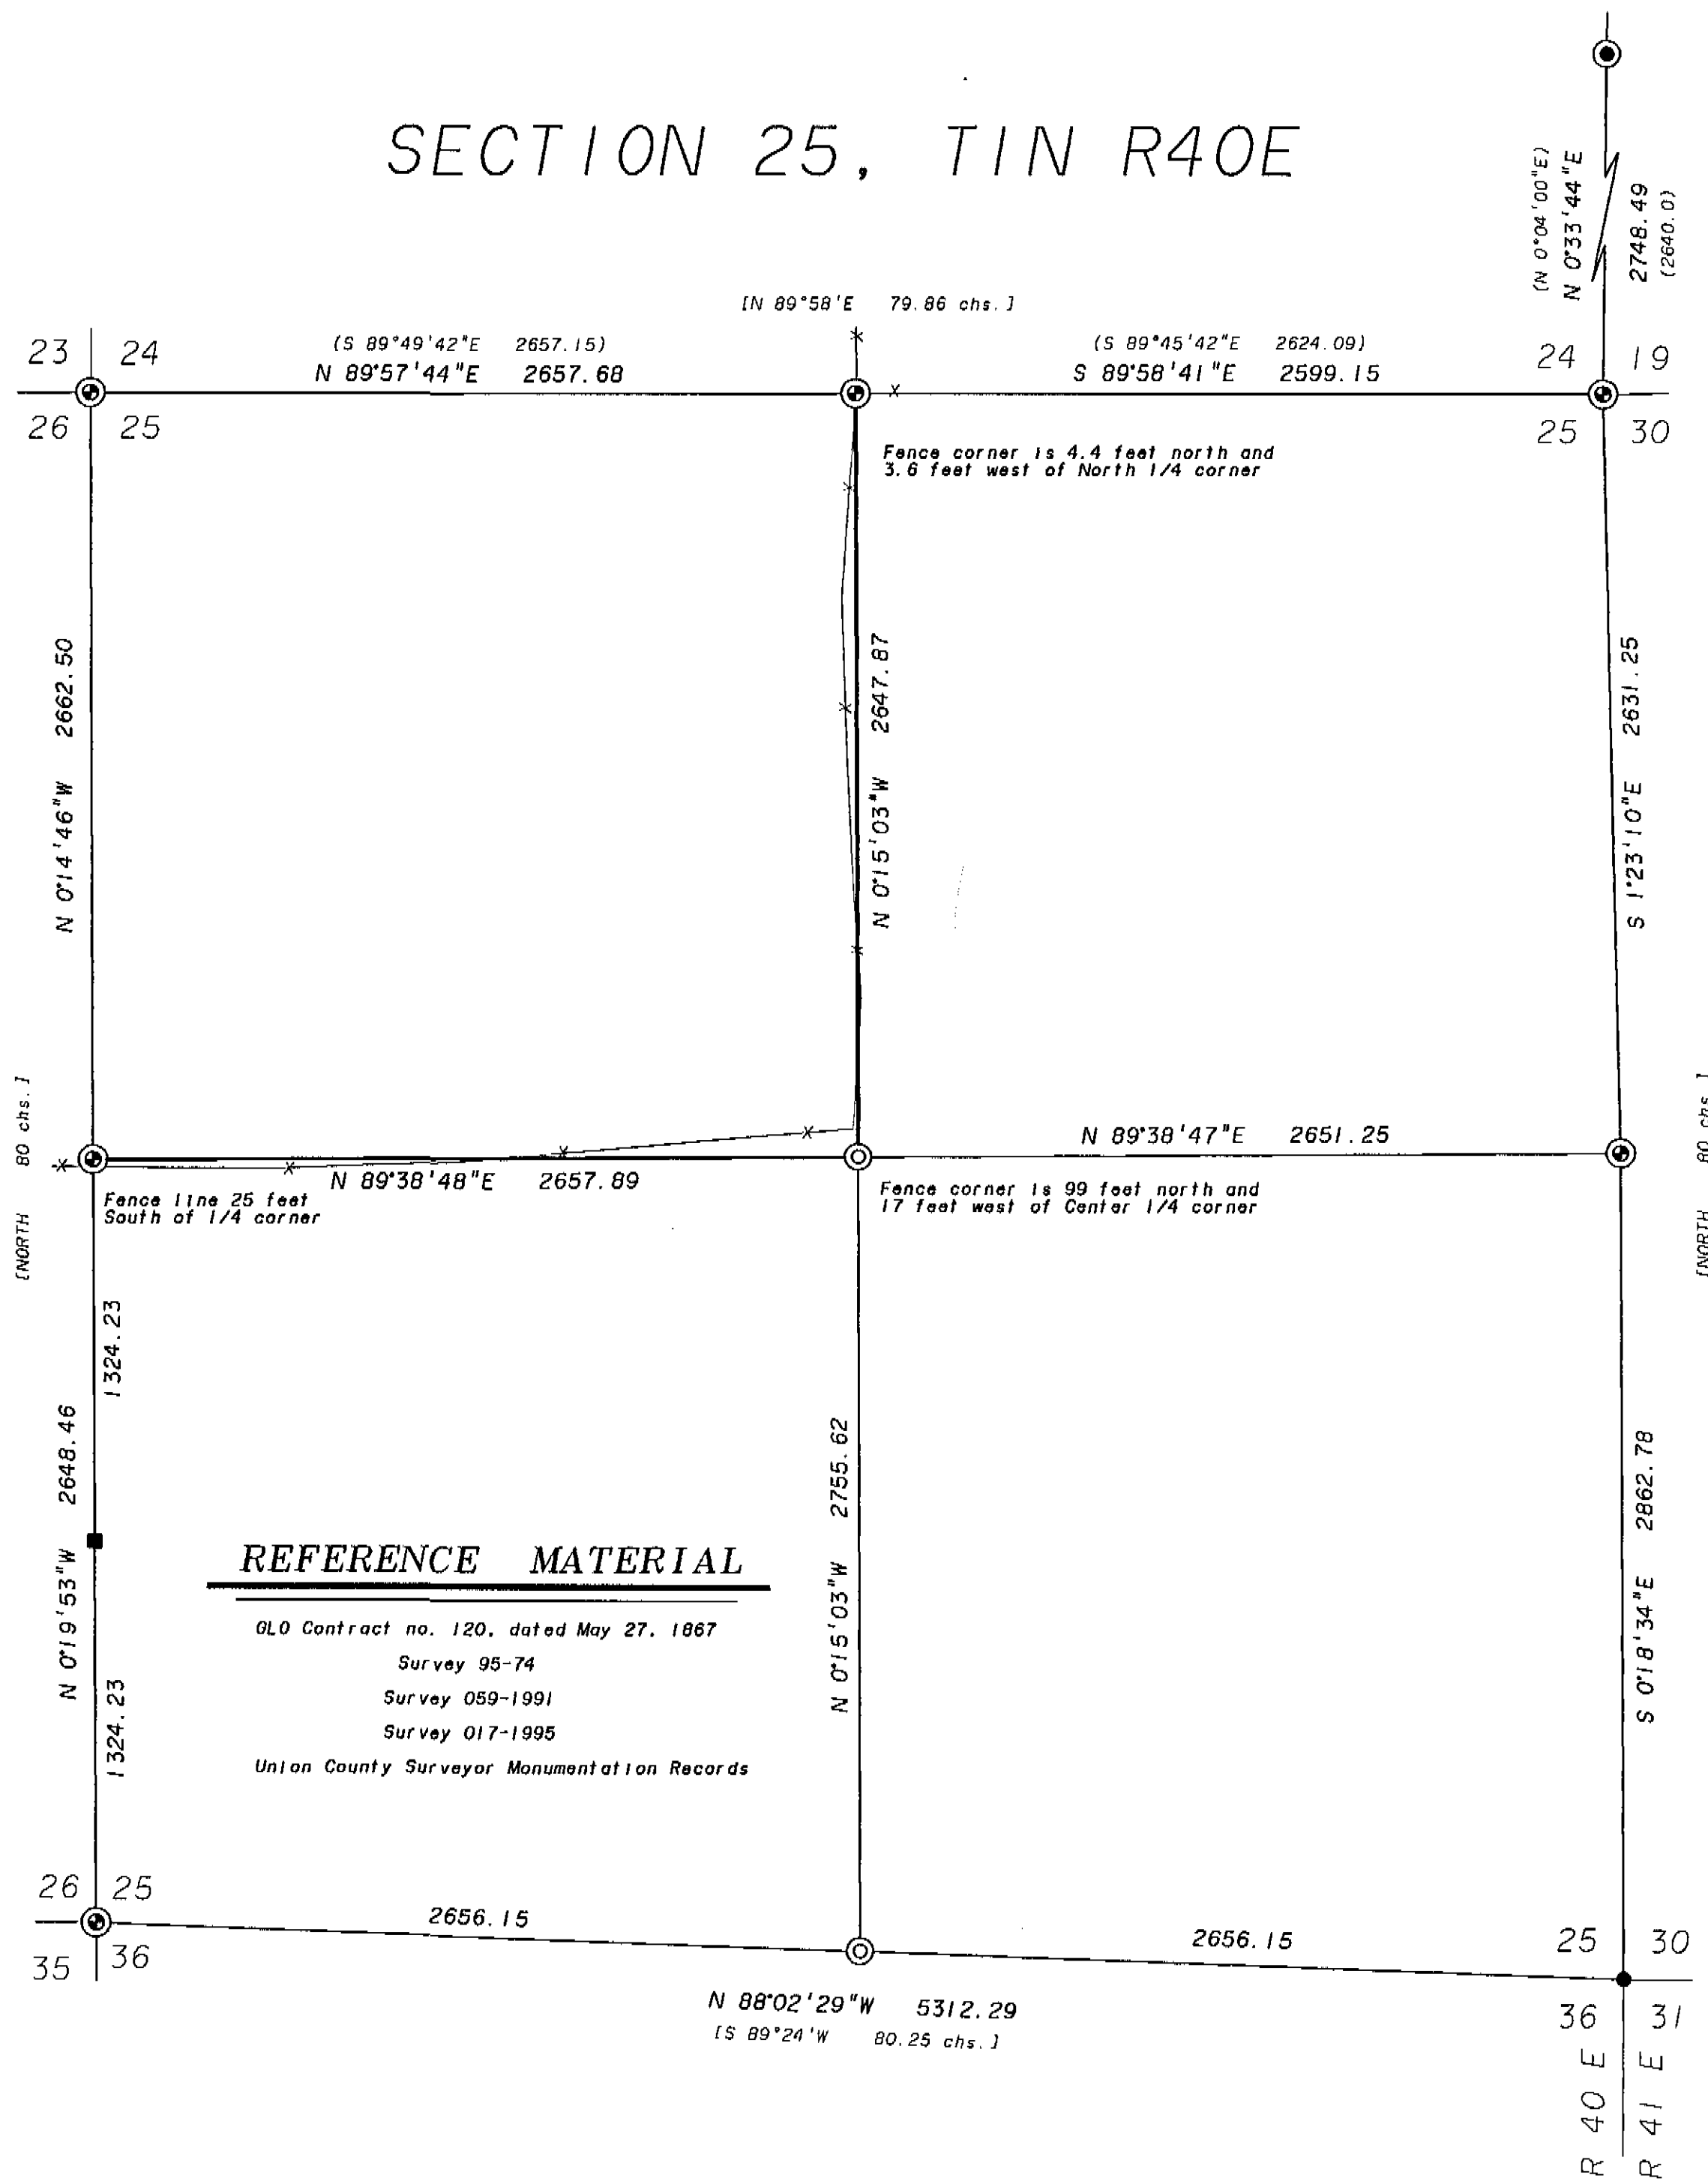 SECTION 25, T1N R40E
(N 0°04'00"E)
N 0°33'44"E
2748.49
(2640.0)
[N 89°58'E 79.86 chs.]
23 24
(S 89°49'42"E 2657.15)
N 89°57'44"E 2657.68
(S 89°45'42"E 2624.09)
S 89°58'41"E 2599.15
24 19
26 25
25 30
Fence corner is 4.4 feet north and
3.6 feet west of North 1/4 corner
N 0°14'46"W 2662.50
N 0°15'03"W 2647.87
S 1°23'10"E 2631.25
[NORTH 80 chs.]
[NORTH 80 chs.]
N 89°38'47"E 2651.25
N 89°38'48"E 2657.89
Fence line 25 feet
South of 1/4 corner
Fence corner is 99 feet north and
17 feet west of Center 1/4 corner
1324.23
N 0°19'53"W 2648.46
N 0°15'03"W 2755.62
S 0°18'34"E 2862.78
REFERENCE MATERIAL
GLO Contract no. 120, dated May 27, 1867
Survey 95-74
Survey 059-1991
Survey 017-1995
Union County Surveyor Monumentation Records
1324.23
26 25
2656.15
2656.15
25 30
35 36
N 88°02'29"W 5312.29
[S 89°24'W 80.25 chs.]
36 31
R 40 E
R 41 E